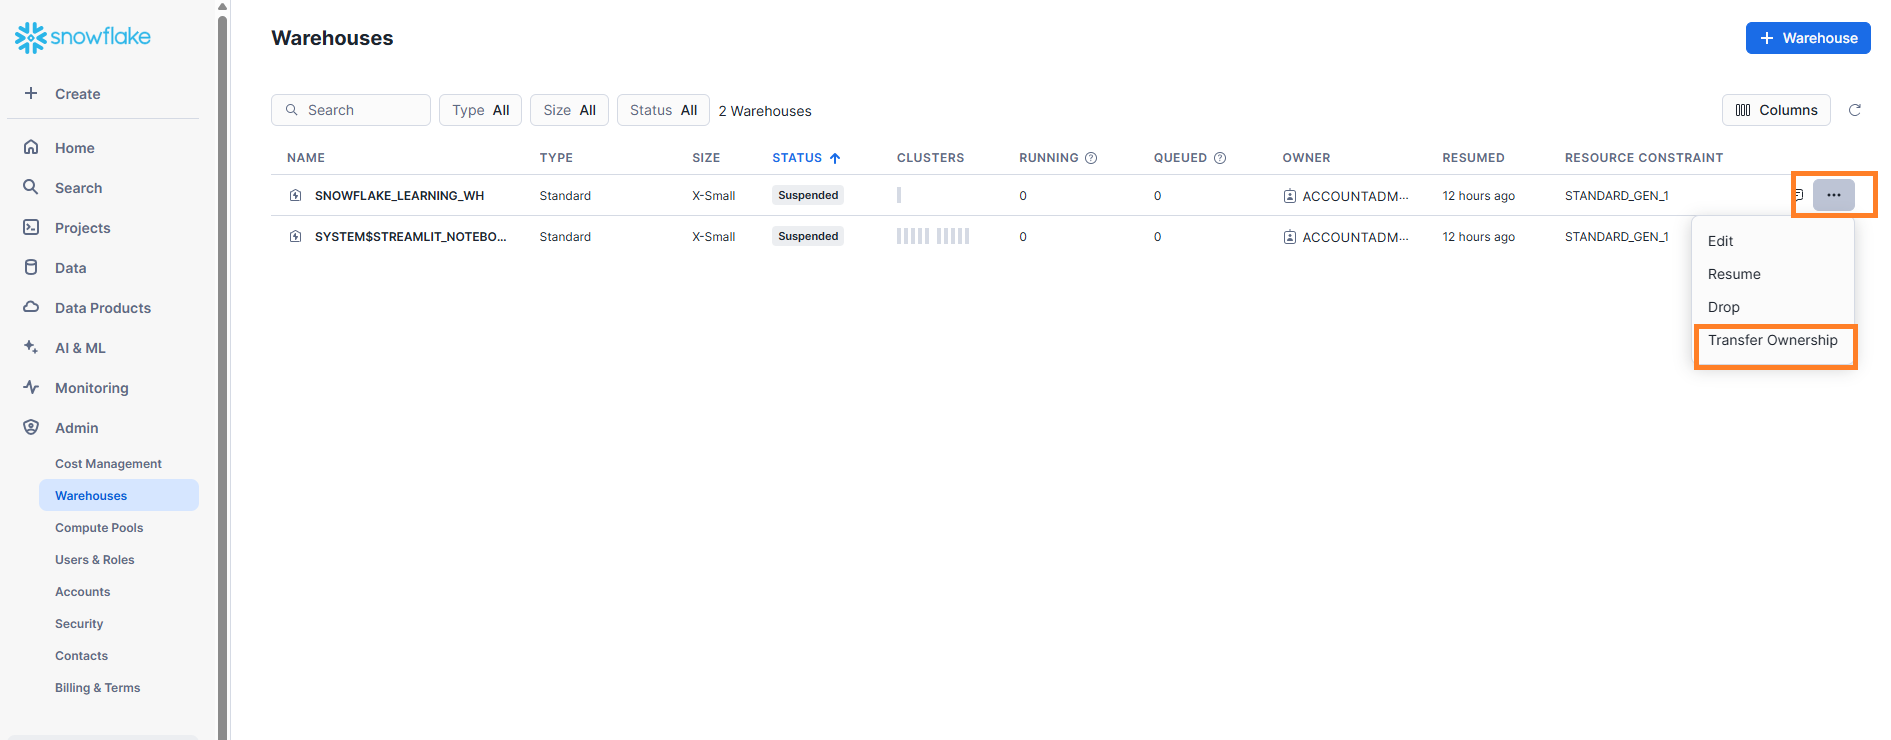 snowflake
Create
Home
Search
Projects
Data
Data Products
AI & ML
Monitoring
Admin
Cost Management
Warehouses
Compute Pools
Users & Roles
Accounts
Security
Contacts
Billing & Terms
Warehouses
+ Warehouse
Search
Type All
Size All
Status All
2 Warehouses
Columns
NAME TYPE SIZE STATUS CLUSTERS RUNNING QUEUED OWNER RESUMED RESOURCE CONSTRAINT
SNOWFLAKE_LEARNING_WH Standard X-Small Suspended 0 0 ACCOUNTADM... 12 hours ago STANDARD_GEN_1
SYSTEM$STREAMLIT_NOTEBO... Standard X-Small Suspended 0 0 ACCOUNTADM... 12 hours ago STANDARD_GEN_1
Edit
Resume
Drop
Transfer Ownership